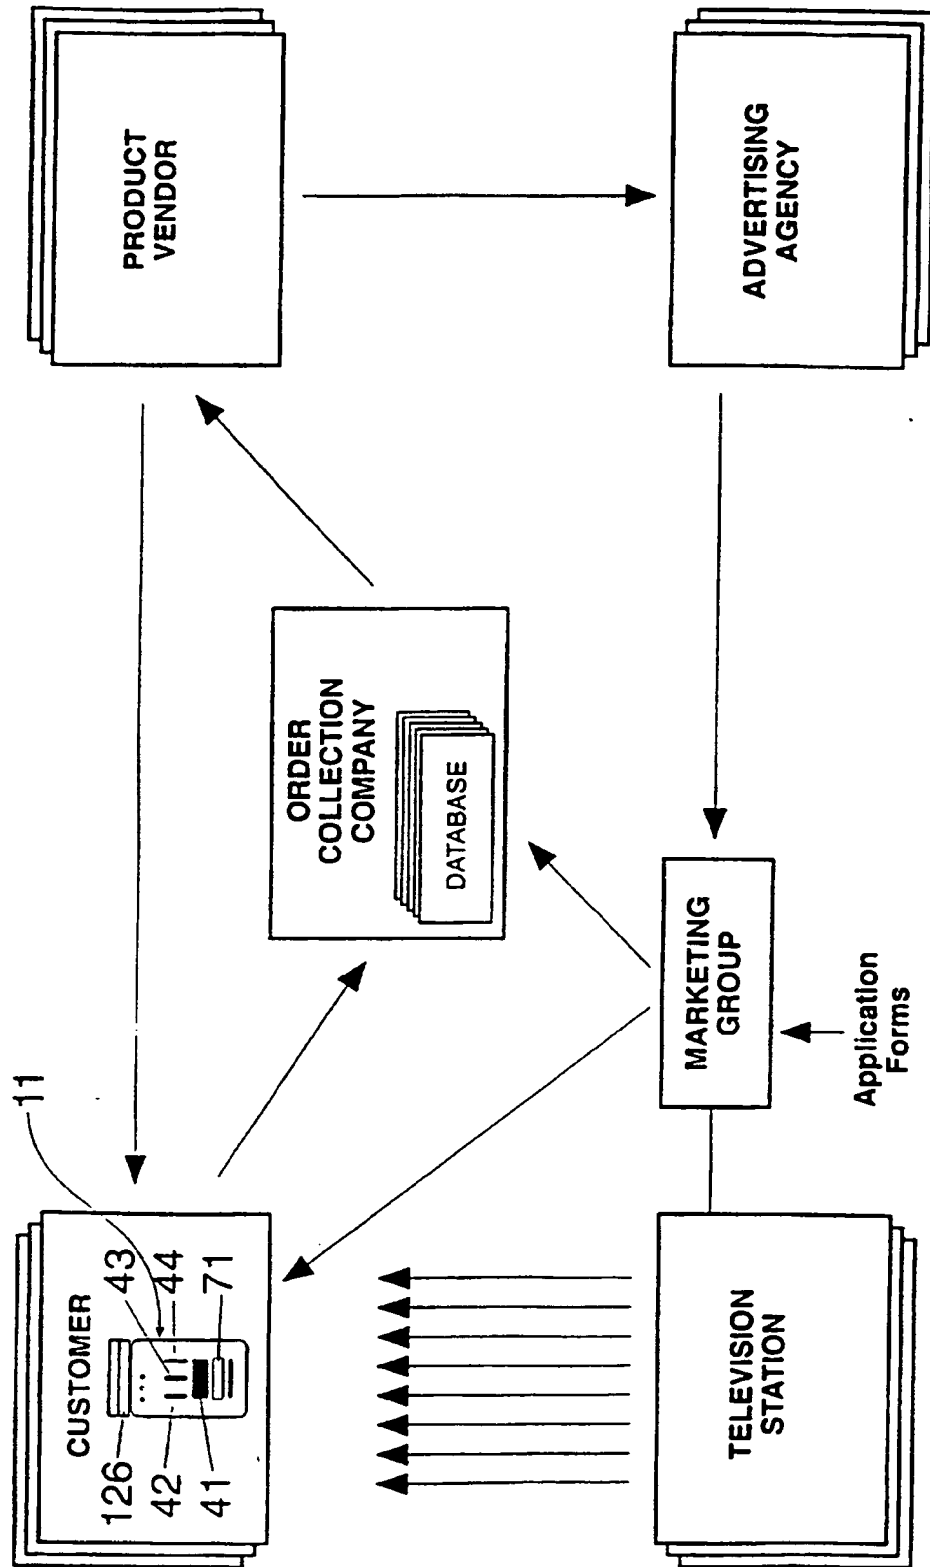 CUSTOMER
11
126
42
41
43
44
71
PRODUCT
VENDOR
ORDER
COLLECTION
COMPANY
DATABASE
TELEVISION
STATION
MARKETING
GROUP
Application
Forms
ADVERTISING
AGENCY